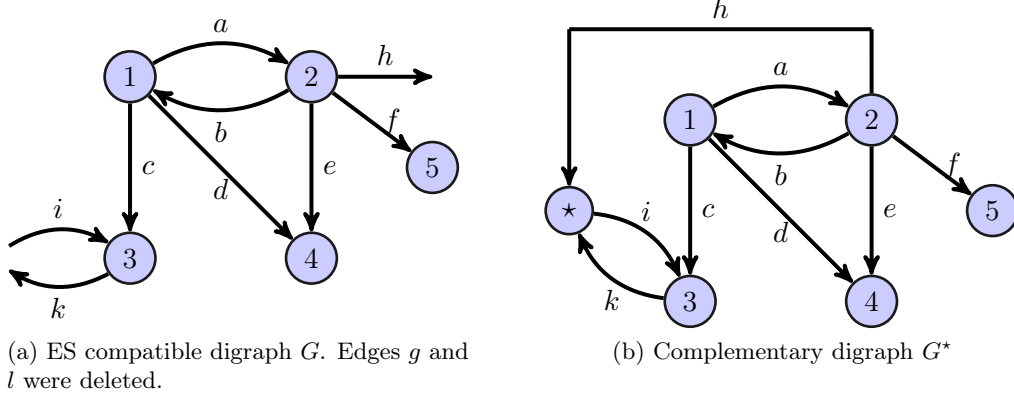 a
1
2
h
b
f
c
d
e
5
i
3
4
k
(a) ES compatible digraph G. Edges g and
l were deleted.
h
a
1
2
b
f
⋆
i
c
d
e
5
k
3
4
(b) Complementary digraph G⋆